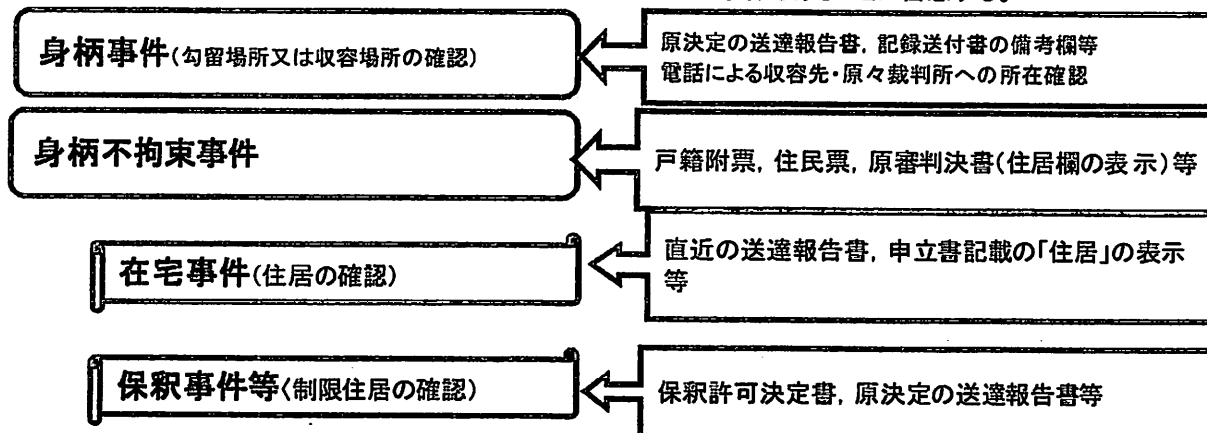 身柄事件(勾留場所又は収容場所の確認)
原決定の送達報告書,記録送付書の備考欄等
電話による収容先・原々裁判所への所在確認
身柄不拘束事件
戸籍附票,住民票,原審判決書(住居欄の表示)等
在宅事件(住居の確認)
直近の送達報告書,申立書記載の「住居」の表示
等
保釈事件等(制限住居の確認)
保釈許可決定書,原決定の送達報告書等